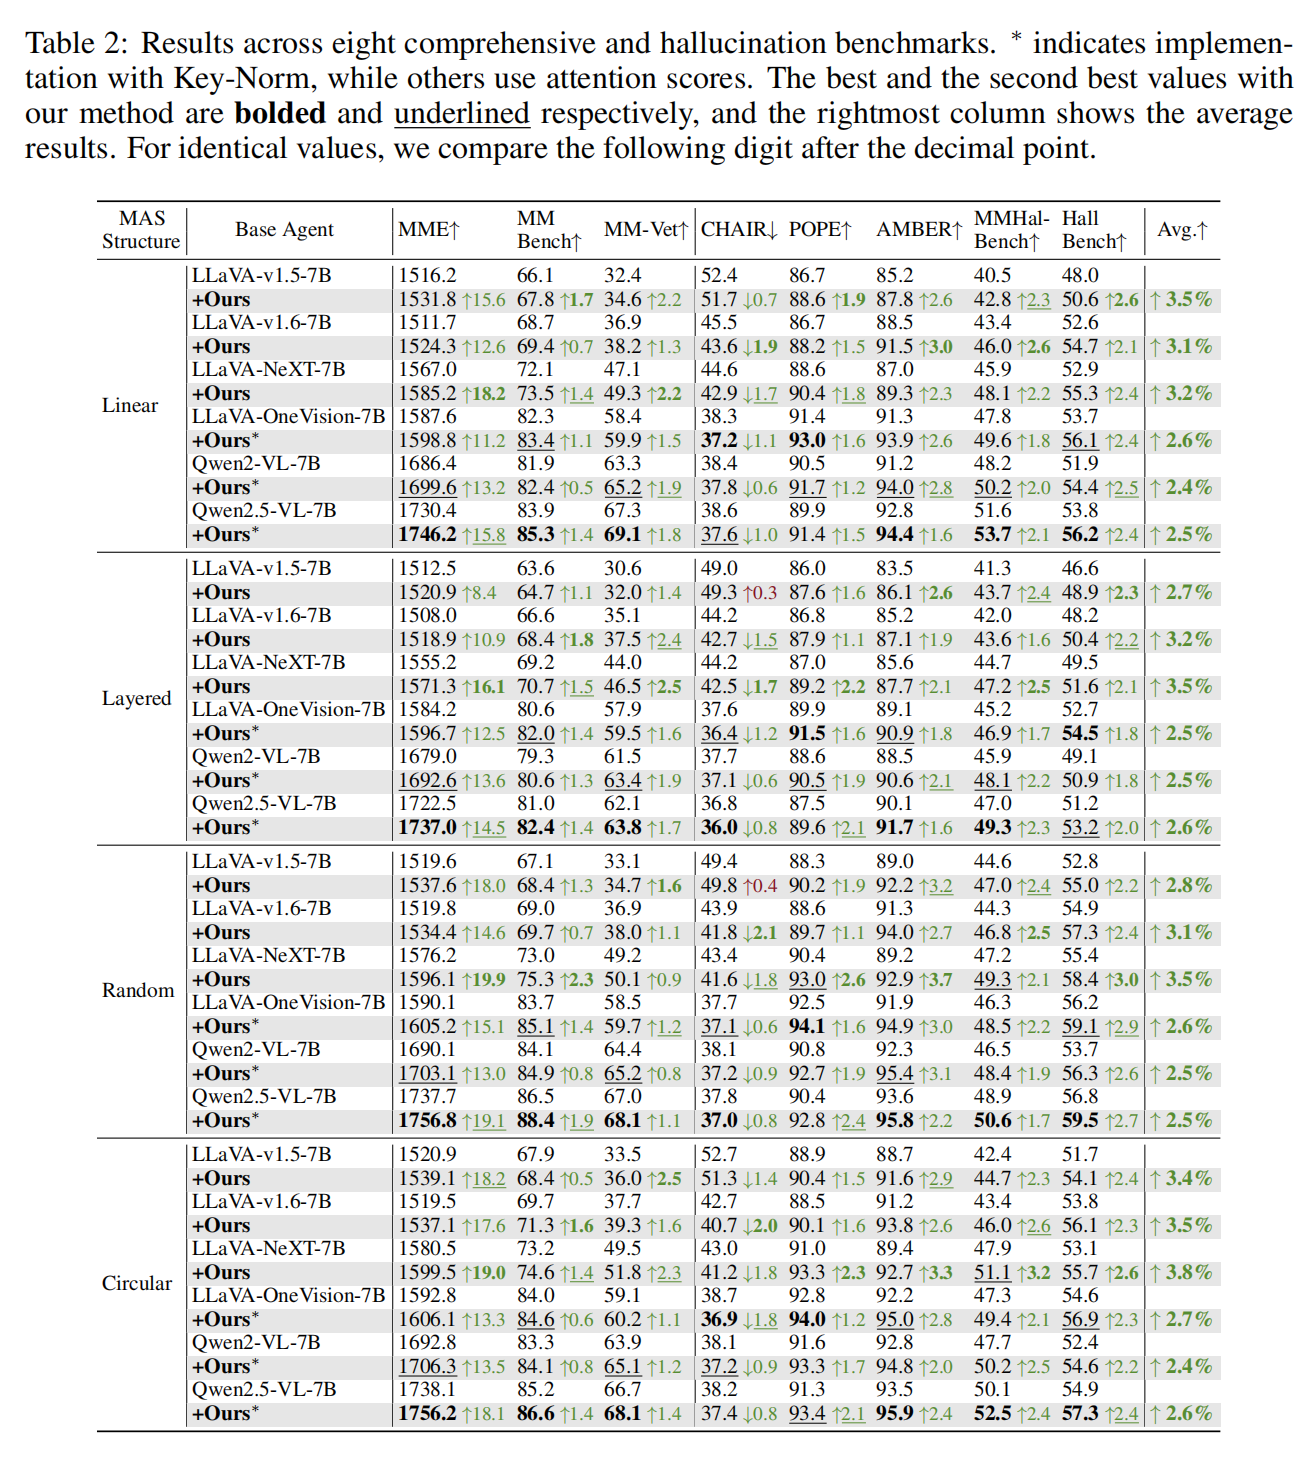 Table 2: Results across eight comprehensive and hallucination benchmarks. * indicates implemen-
tation with Key-Norm, while others use attention scores. The best and the second best values with
our method are bolded and underlined respectively, and the rightmost column shows the average
results. For identical values, we compare the following digit after the decimal point.
MAS Structure Base Agent MME↑ MM Bench↑ MM-Vet↑ CHAIR↓ POPE↑ AMBER↑ MMHal-Bench↑ Hall Bench↑ Avg.↑
Linear
LLaVA-v1.5-7B 1516.2 66.1 32.4 52.4 86.7 85.2 40.5 48.0
+Ours 1531.8 ↑15.6 67.8 ↑1.7 34.6 ↑2.2 51.7 ↓0.7 88.6 ↑1.9 87.8 ↑2.6 42.8 ↑2.3 50.6 ↑2.6 ↑ 3.5%
LLaVA-v1.6-7B 1511.7 68.7 36.9 45.5 86.7 88.5 43.4 52.6
+Ours 1524.3 ↑12.6 69.4 ↑0.7 38.2 ↑1.3 43.6 ↓1.9 88.2 ↑1.5 91.5 ↑3.0 46.0 ↑2.6 54.7 ↑2.1 ↑ 3.1%
LLaVA-NeXT-7B 1567.0 72.1 47.1 44.6 88.6 87.0 45.9 52.9
+Ours 1585.2 ↑18.2 73.5 ↑1.4 49.3 ↑2.2 42.9 ↓1.7 90.4 ↑1.8 89.3 ↑2.3 48.1 ↑2.2 55.3 ↑2.4 ↑ 3.2%
LLaVA-OneVision-7B 1587.6 82.3 58.4 38.3 91.4 91.3 47.8 53.7
+Ours* 1598.8 ↑11.2 83.4 ↑1.1 59.9 ↑1.5 37.2 ↓1.1 93.0 ↑1.6 93.9 ↑2.6 49.6 ↑1.8 56.1 ↑2.4 ↑ 2.6%
Qwen2-VL-7B 1686.4 81.9 63.3 38.4 90.5 91.2 48.2 51.9
+Ours* 1699.6 ↑13.2 82.4 ↑0.5 65.2 ↑1.9 37.8 ↓0.6 91.7 ↑1.2 94.0 ↑2.8 50.2 ↑2.0 54.4 ↑2.5 ↑ 2.4%
Qwen2.5-VL-7B 1730.4 83.9 67.3 38.6 89.9 92.8 51.6 53.8
+Ours* 1746.2 ↑15.8 85.3 ↑1.4 69.1 ↑1.8 37.6 ↓1.0 91.4 ↑1.5 94.4 ↑1.6 53.7 ↑2.1 56.2 ↑2.4 ↑ 2.5%
Layered
LLaVA-v1.5-7B 1512.5 63.6 30.6 49.0 86.0 83.5 41.3 46.6
+Ours 1520.9 ↑8.4 64.7 ↑1.1 32.0 ↑1.4 49.3 ↑0.3 87.6 ↑1.6 86.1 ↑2.6 43.7 ↑2.4 48.9 ↑2.3 ↑ 2.7%
LLaVA-v1.6-7B 1508.0 66.6 35.1 44.2 86.8 85.2 42.0 48.2
+Ours 1518.9 ↑10.9 68.4 ↑1.8 37.5 ↑2.4 42.7 ↓1.5 87.9 ↑1.1 87.1 ↑1.9 43.6 ↑1.6 50.4 ↑2.2 ↑ 3.2%
LLaVA-NeXT-7B 1555.2 69.2 44.0 44.2 87.0 85.6 44.7 49.5
+Ours 1571.3 ↑16.1 70.7 ↑1.5 46.5 ↑2.5 42.5 ↓1.7 89.2 ↑2.2 87.7 ↑2.1 47.2 ↑2.5 51.6 ↑2.1 ↑ 3.5%
LLaVA-OneVision-7B 1584.2 80.6 57.9 37.6 89.9 89.1 45.2 52.7
+Ours* 1596.7 ↑12.5 82.0 ↑1.4 59.5 ↑1.6 36.4 ↓1.2 91.5 ↑1.6 90.9 ↑1.8 46.9 ↑1.7 54.5 ↑1.8 ↑ 2.5%
Qwen2-VL-7B 1679.0 79.3 61.5 37.7 88.6 88.5 45.9 49.1
+Ours* 1692.6 ↑13.6 80.6 ↑1.3 63.4 ↑1.9 37.1 ↓0.6 90.5 ↑1.9 90.6 ↑2.1 48.1 ↑2.2 50.9 ↑1.8 ↑ 2.5%
Qwen2.5-VL-7B 1722.5 81.0 62.1 36.8 87.5 90.1 47.0 51.2
+Ours* 1737.0 ↑14.5 82.4 ↑1.4 63.8 ↑1.7 36.0 ↓0.8 89.6 ↑2.1 91.7 ↑1.6 49.3 ↑2.3 53.2 ↑2.0 ↑ 2.6%
Random
LLaVA-v1.5-7B 1519.6 67.1 33.1 49.4 88.3 89.0 44.6 52.8
+Ours 1537.6 ↑18.0 68.4 ↑1.3 34.7 ↑1.6 49.8 ↑0.4 90.2 ↑1.9 92.2 ↑3.2 47.0 ↑2.4 55.0 ↑2.2 ↑ 2.8%
LLaVA-v1.6-7B 1519.8 69.0 36.9 43.9 88.6 91.3 44.3 54.9
+Ours 1534.4 ↑14.6 69.7 ↑0.7 38.0 ↑1.1 41.8 ↓2.1 89.7 ↑1.1 94.0 ↑2.7 46.8 ↑2.5 57.3 ↑2.4 ↑ 3.1%
LLaVA-NeXT-7B 1576.2 73.0 49.2 43.4 90.4 89.2 47.2 55.4
+Ours 1596.1 ↑19.9 75.3 ↑2.3 50.1 ↑0.9 41.6 ↓1.8 93.0 ↑2.6 92.9 ↑3.7 49.3 ↑2.1 58.4 ↑3.0 ↑ 3.5%
LLaVA-OneVision-7B 1590.1 83.7 58.5 37.7 92.5 91.9 46.3 56.2
+Ours* 1605.2 ↑15.1 85.1 ↑1.4 59.7 ↑1.2 37.1 ↓0.6 94.1 ↑1.6 94.9 ↑3.0 48.5 ↑2.2 59.1 ↑2.9 ↑ 2.6%
Qwen2-VL-7B 1690.1 84.1 64.4 38.1 90.8 92.3 46.5 53.7
+Ours* 1703.1 ↑13.0 84.9 ↑0.8 65.2 ↑0.8 37.2 ↓0.9 92.7 ↑1.9 95.4 ↑3.1 48.4 ↑1.9 56.3 ↑2.6 ↑ 2.5%
Qwen2.5-VL-7B 1737.7 86.5 67.0 37.8 90.4 93.6 48.9 56.8
+Ours* 1756.8 ↑19.1 88.4 ↑1.9 68.1 ↑1.1 37.0 ↓0.8 92.8 ↑2.4 95.8 ↑2.2 50.6 ↑1.7 59.5 ↑2.7 ↑ 2.5%
Circular
LLaVA-v1.5-7B 1520.9 67.9 33.5 52.7 88.9 88.7 42.4 51.7
+Ours 1539.1 ↑18.2 68.4 ↑0.5 36.0 ↑2.5 51.3 ↓1.4 90.4 ↑1.5 91.6 ↑2.9 44.7 ↑2.3 54.1 ↑2.4 ↑ 3.4%
LLaVA-v1.6-7B 1519.5 69.7 37.7 42.7 88.5 91.2 43.4 53.8
+Ours 1537.1 ↑17.6 71.3 ↑1.6 39.3 ↑1.6 40.7 ↓2.0 90.1 ↑1.6 93.8 ↑2.6 46.0 ↑2.6 56.1 ↑2.3 ↑ 3.5%
LLaVA-NeXT-7B 1580.5 73.2 49.5 43.0 91.0 89.4 47.9 53.1
+Ours 1599.5 ↑19.0 74.6 ↑1.4 51.8 ↑2.3 41.2 ↓1.8 93.3 ↑2.3 92.7 ↑3.3 51.1 ↑3.2 55.7 ↑2.6 ↑ 3.8%
LLaVA-OneVision-7B 1592.8 84.0 59.1 38.7 92.8 92.2 47.3 54.6
+Ours* 1606.1 ↑13.3 84.6 ↑0.6 60.2 ↑1.1 36.9 ↓1.8 94.0 ↑1.2 95.0 ↑2.8 49.4 ↑2.1 56.9 ↑2.3 ↑ 2.7%
Qwen2-VL-7B 1692.8 83.3 63.9 38.1 91.6 92.8 47.7 52.4
+Ours* 1706.3 ↑13.5 84.1 ↑0.8 65.1 ↑1.2 37.2 ↓0.9 93.3 ↑1.7 94.8 ↑2.0 50.2 ↑2.5 54.6 ↑2.2 ↑ 2.4%
Qwen2.5-VL-7B 1738.1 85.2 66.7 38.2 91.3 93.5 50.1 54.9
+Ours* 1756.2 ↑18.1 86.6 ↑1.4 68.1 ↑1.4 37.4 ↓0.8 93.4 ↑2.1 95.9 ↑2.4 52.5 ↑2.4 57.3 ↑2.4 ↑ 2.6%